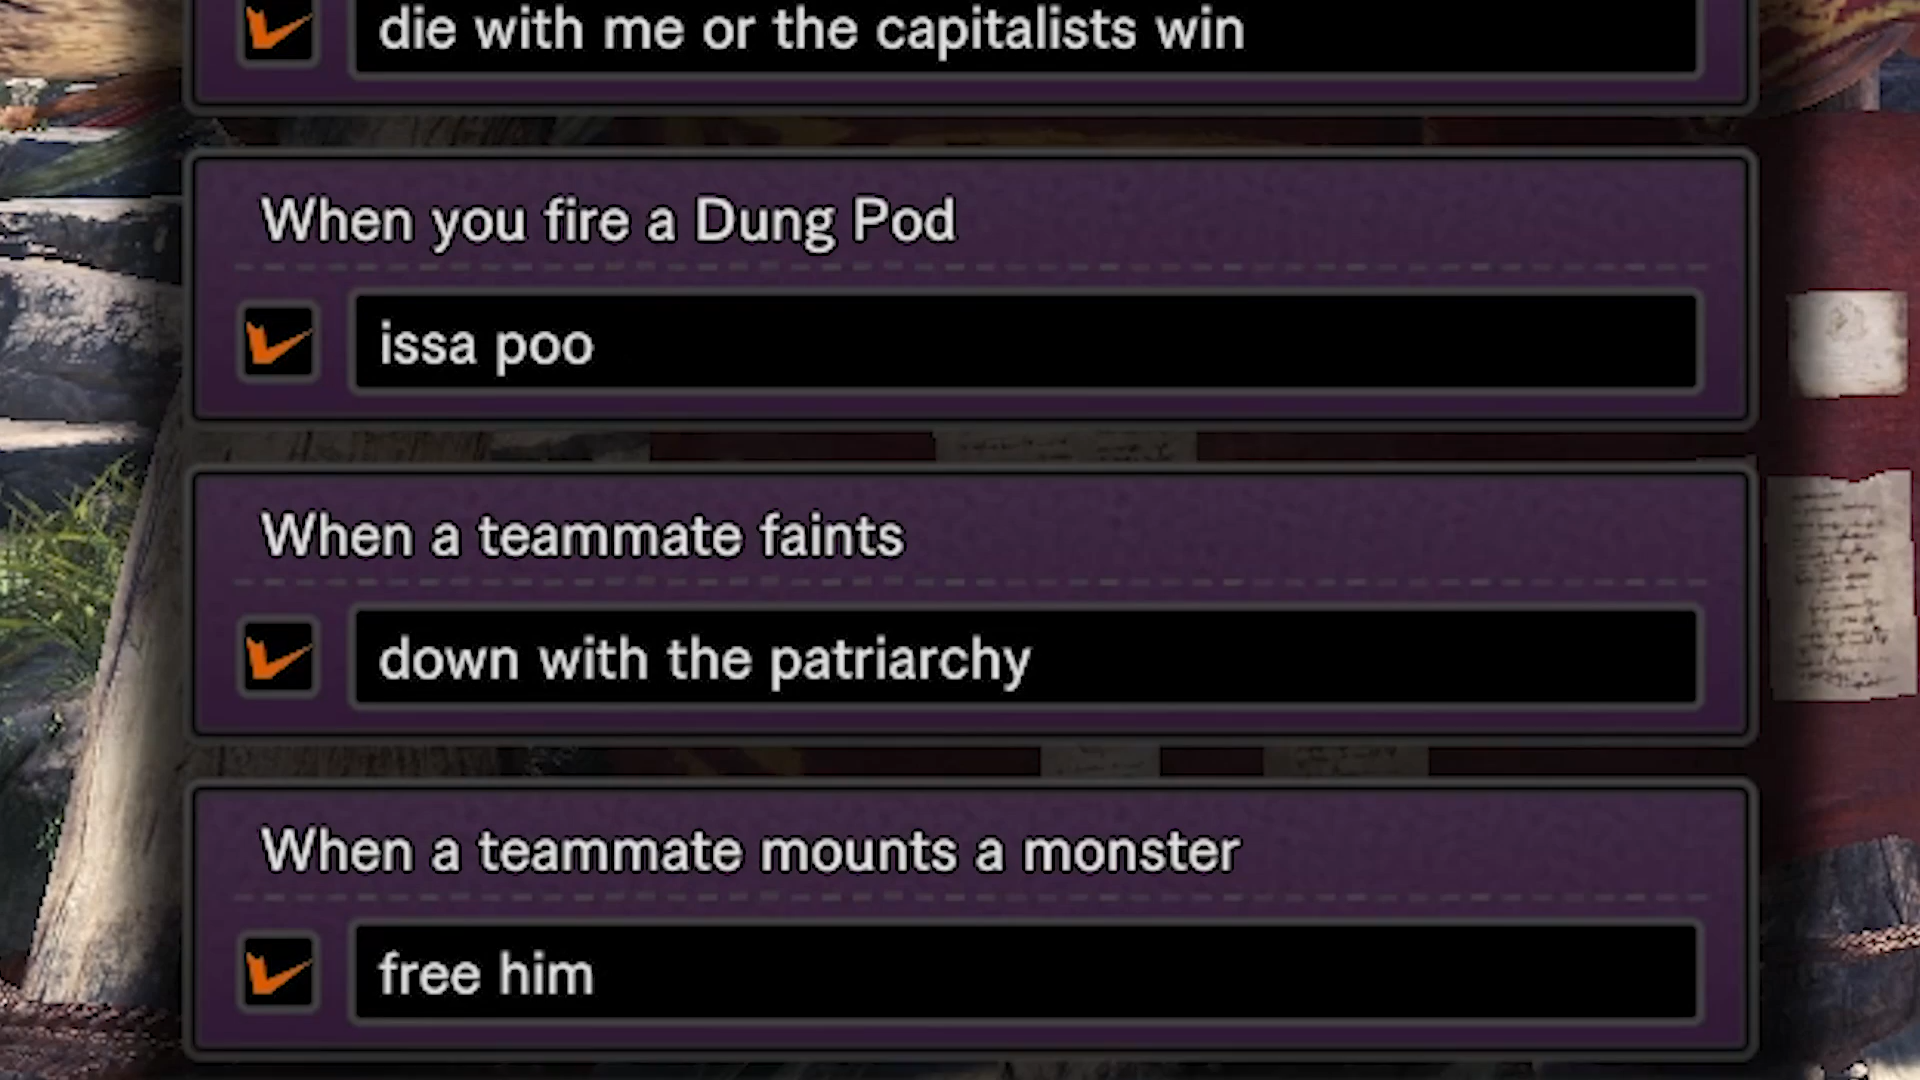 die with me or the capitalists win
When you fire a Dung Pod
issa poo
When a teammate faints
down with the patriarchy
When a teammate mounts a monster
free him